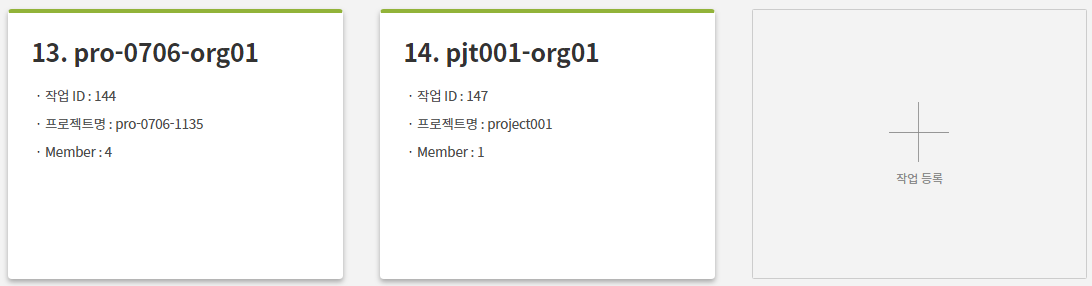 13. pro-0706-org01
· 작업 ID : 144
· 프로젝트명 : pro-0706-1135
· Member : 4
14. pjt001-org01
· 작업 ID : 147
· 프로젝트명 : project001
· Member : 1
작업 등록